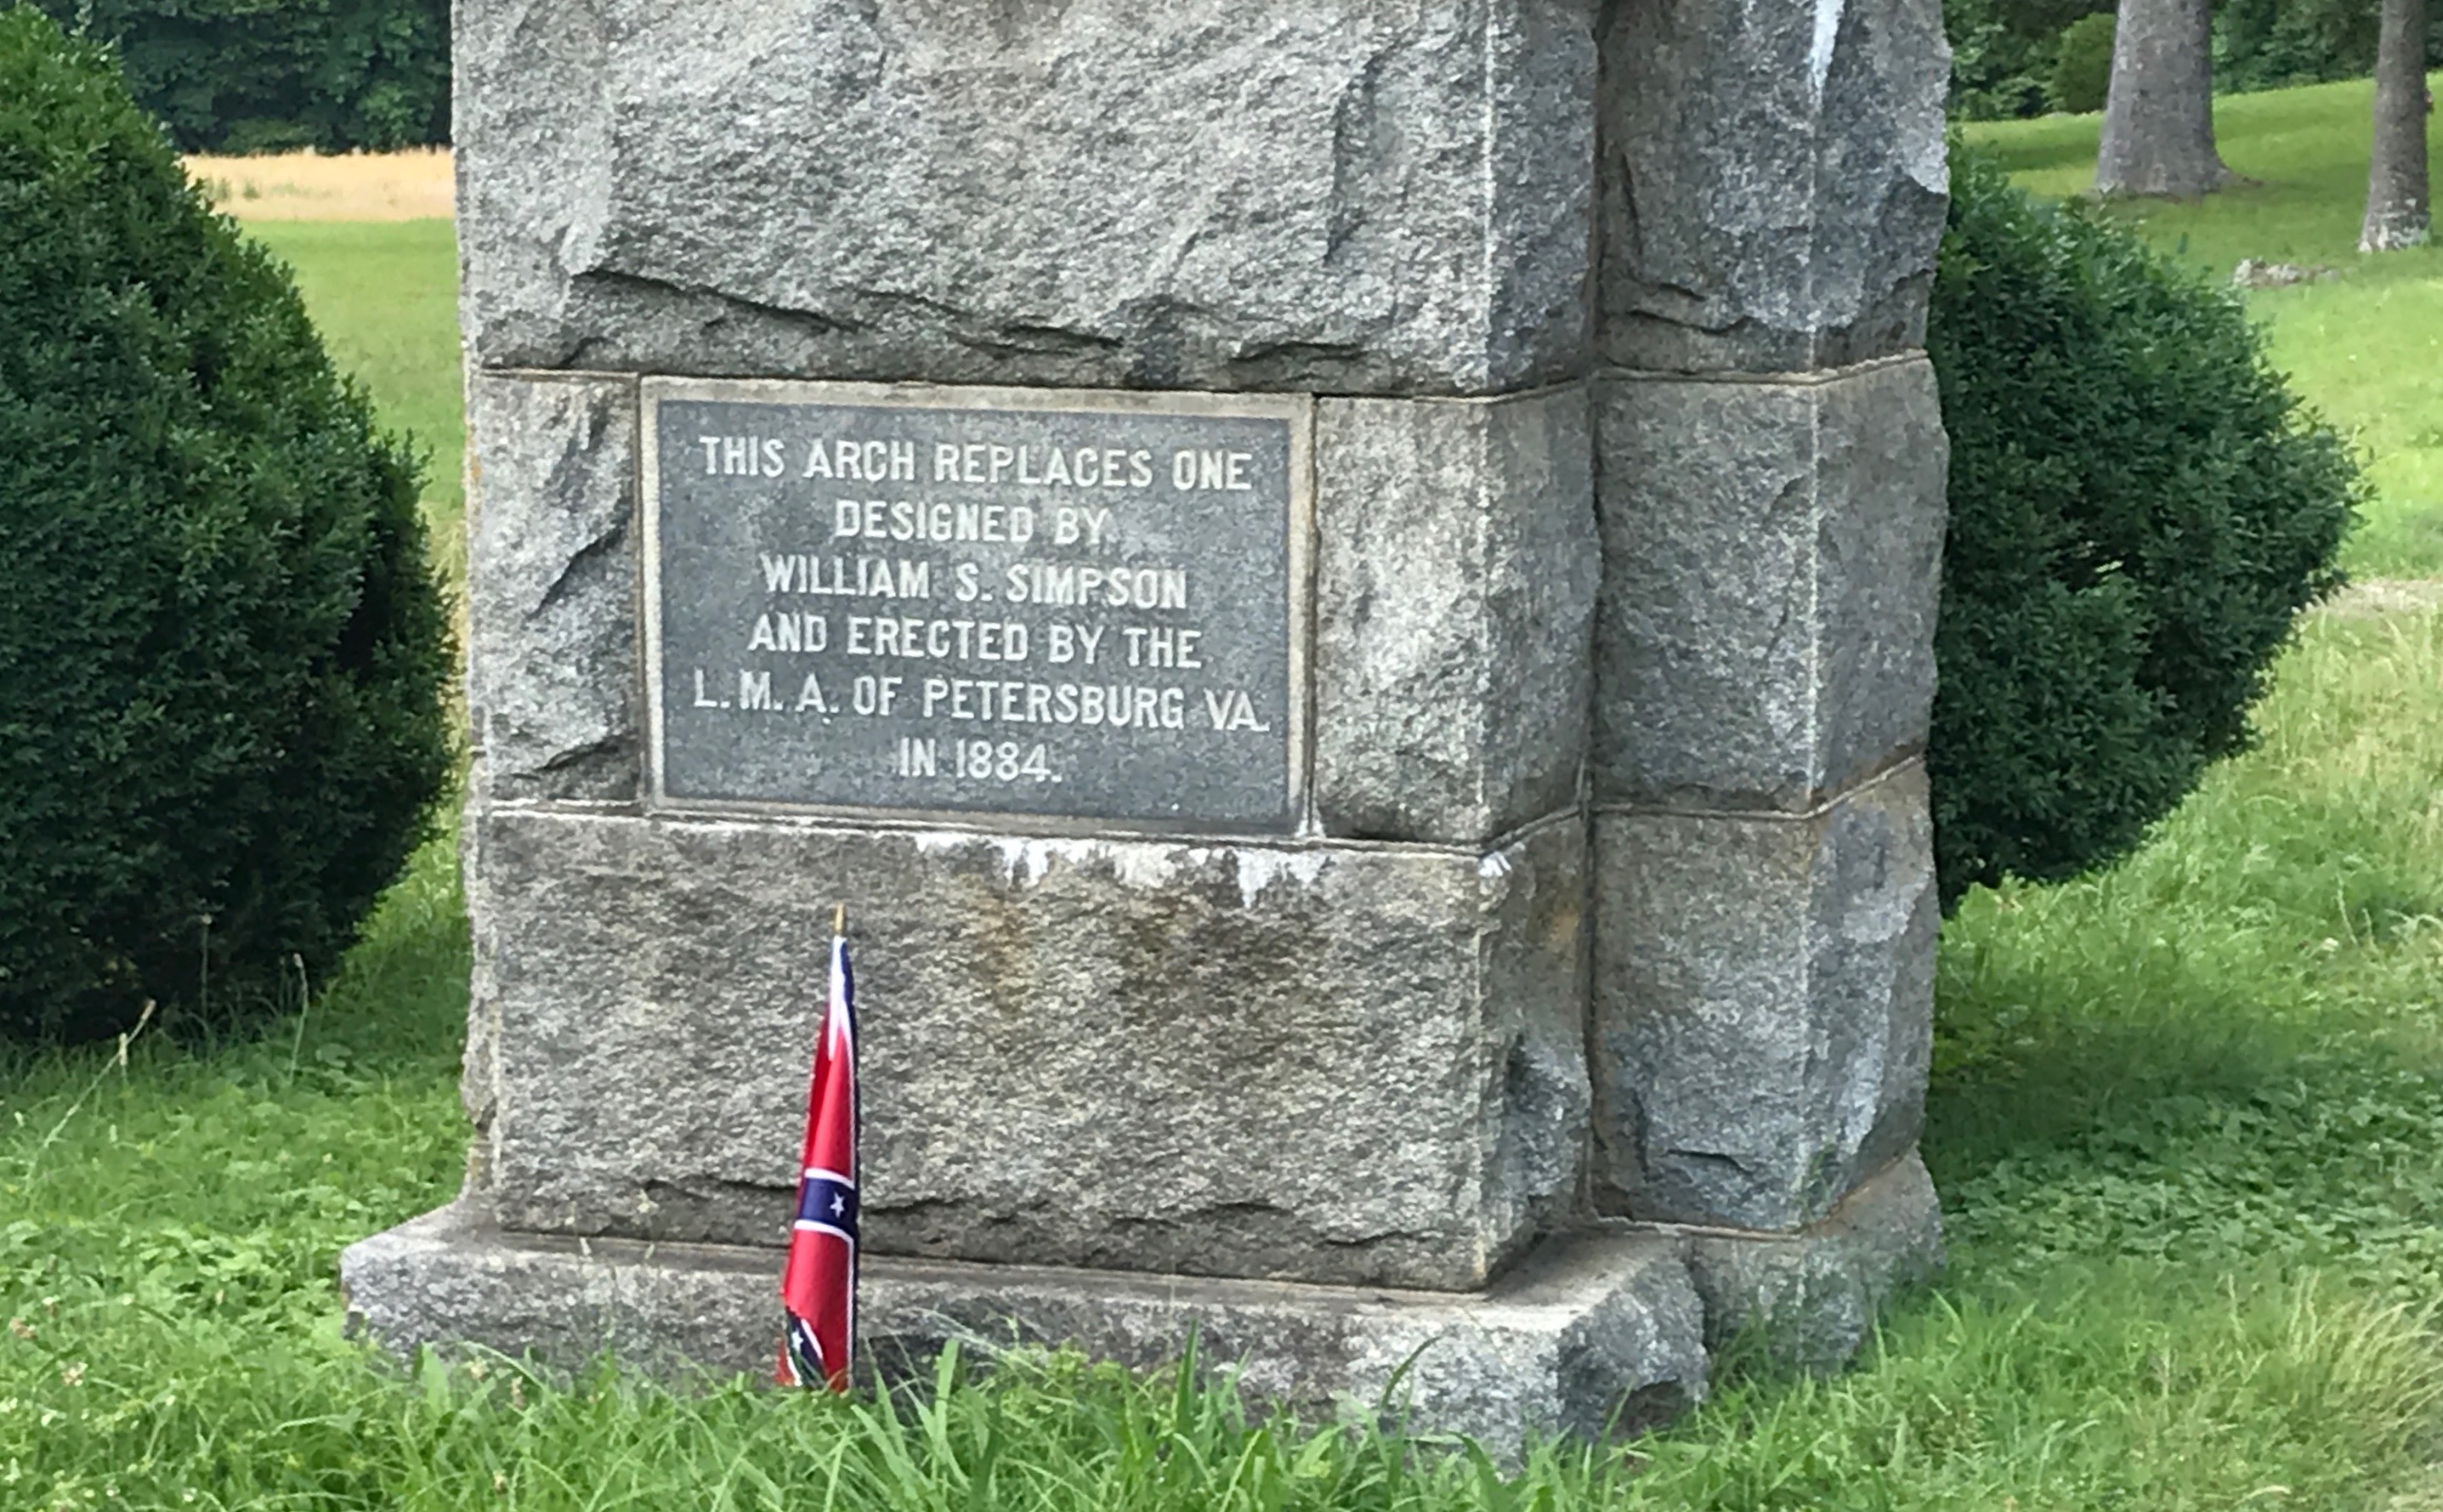 THIS ARCH REPLACES ONE
DESIGNED BY
WILLIAM S. SIMPSON
AND ERECTED BY THE
L. M. A. OF PETERSBURG VA.
IN 1884.